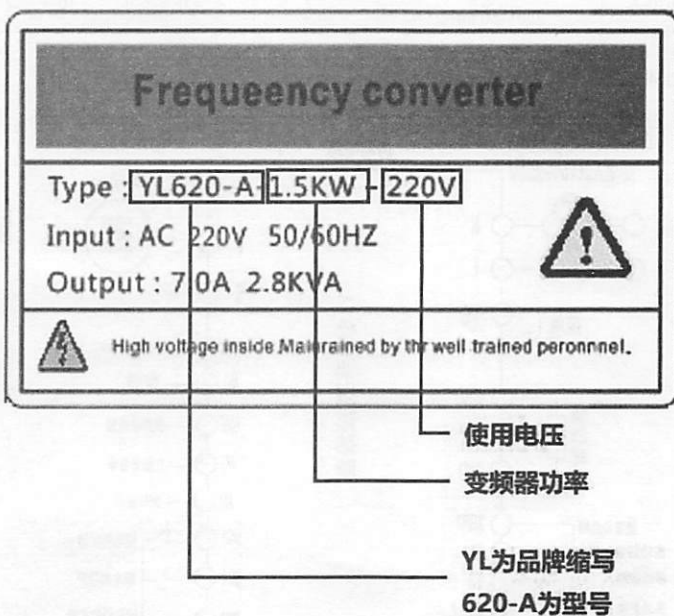 Frequeency converter
Type : YL620-A-1.5KW - 220V
Input : AC 220V 50/60HZ
Output : 7.0A 2.8KVA
High voltage inside.Malerained by thr well trained peronnnel.
使用电压
变频器功率
YL为品牌缩写
620-A为型号